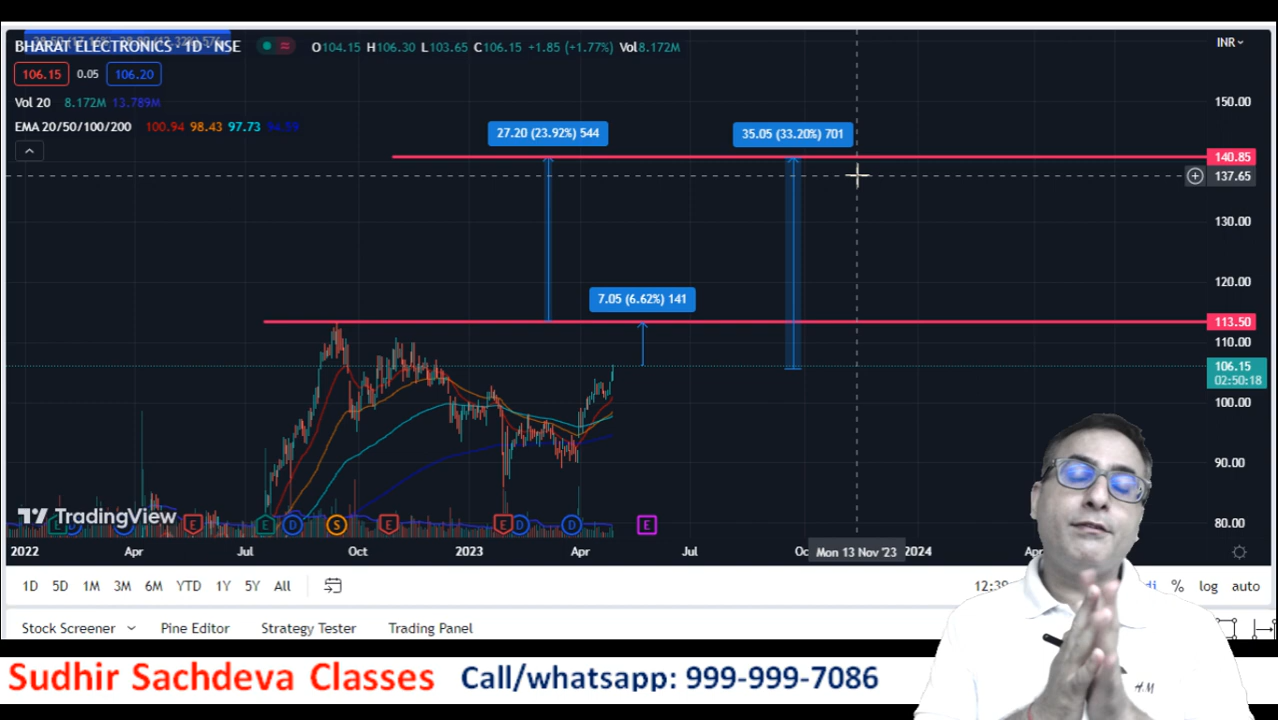 BHARAT ELECTRONICS · 1D · NSE O104.15 H106.30 L103.65 C106.15 +1.85 (+1.77%) Vol8.172M INR
106.15 0.05 106.20
Vol 20 8.172M 13.789M
EMA 20/50/100/200 100.94 98.43 97.73 94.59
150.00
27.20 (23.92%) 544 35.05 (33.20%) 701
140.85
137.65
130.00
120.00
7.05 (6.62%) 141
113.50
110.00
106.15
02:50:18
100.00
90.00
TradingView
E D E E D S E E D D E
80.00
2022 Apr Jul Oct 2023 Apr Jul Oc Mon 13 Nov '23 2024 Ap
1D 5D 1M 3M 6M YTD 1Y 5Y All % log auto
Stock Screener Pine Editor Strategy Tester Trading Panel
Sudhir Sachdeva Classes Call/whatsapp: 999-999-7086
H.M